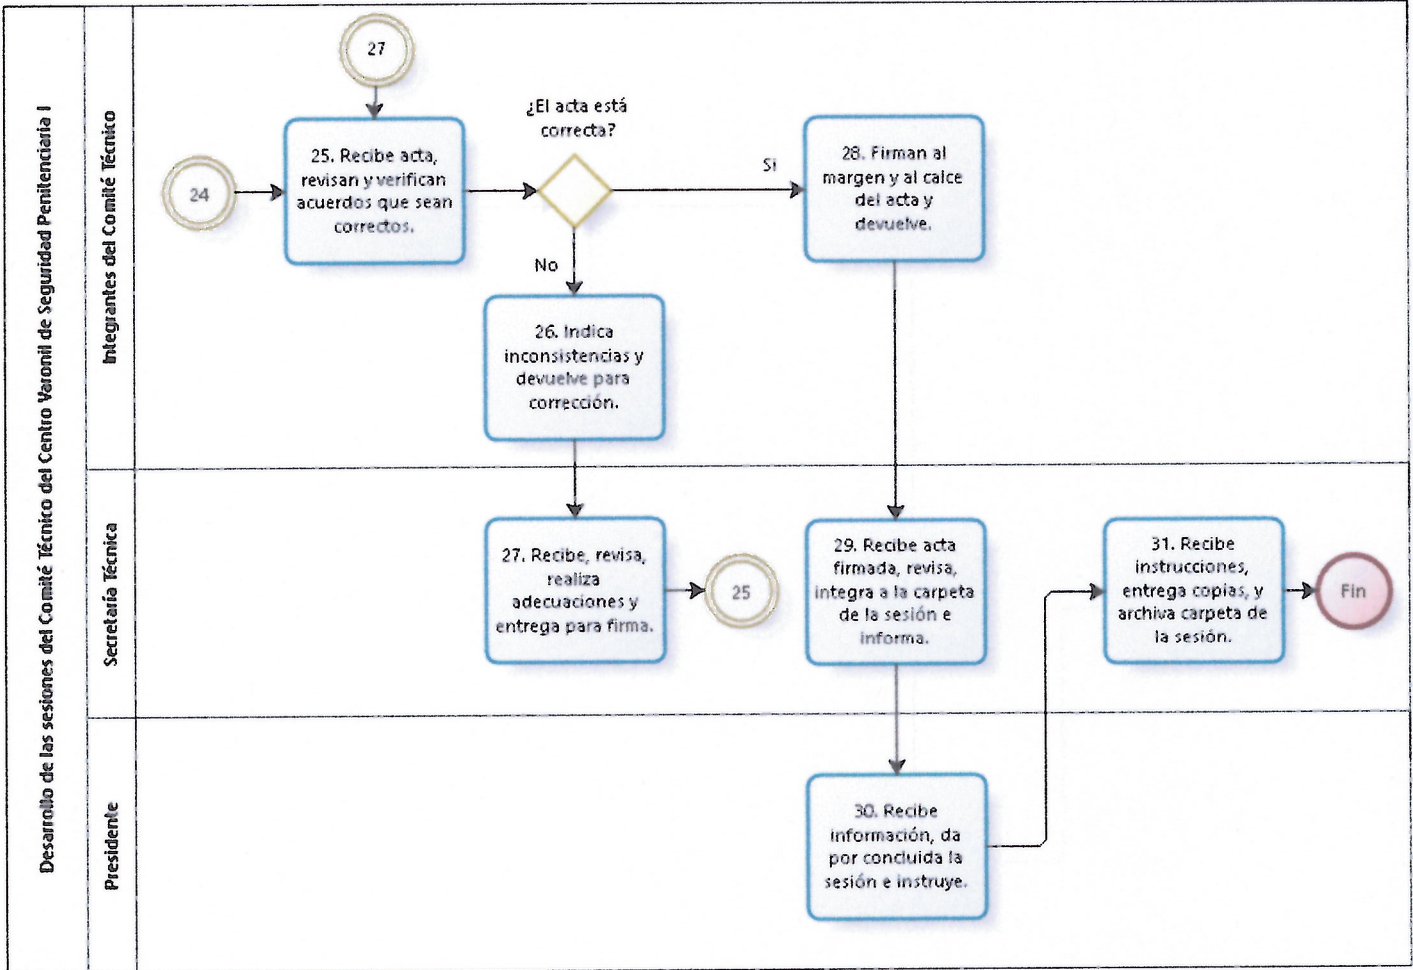 Desarrollo de las sesiones del Comité Técnico del Centro Varonil de Seguridad Penitenciaria I
Integrantes del Comité Técnico
27
24
25. Recibe acta,
revisan y verifican
acuerdos que sean
correctos.
¿El acta está
correcta?
Si
No
28. Firman al
margen y al calce
del acta y
devuelve.
26. Indica
inconsistencias y
devuelve para
corrección.
Secretaría Técnica
27. Recibe, revisa,
realiza
adecuaciones y
entrega para firma.
25
29. Recibe acta
firmada, revisa,
integra a la carpeta
de la sesión e
informa.
31. Recibe
instrucciones,
entrega copias, y
archiva carpeta de
la sesión.
Fin
Presidente
30. Recibe
información, da
por concluida la
sesión e instruye.